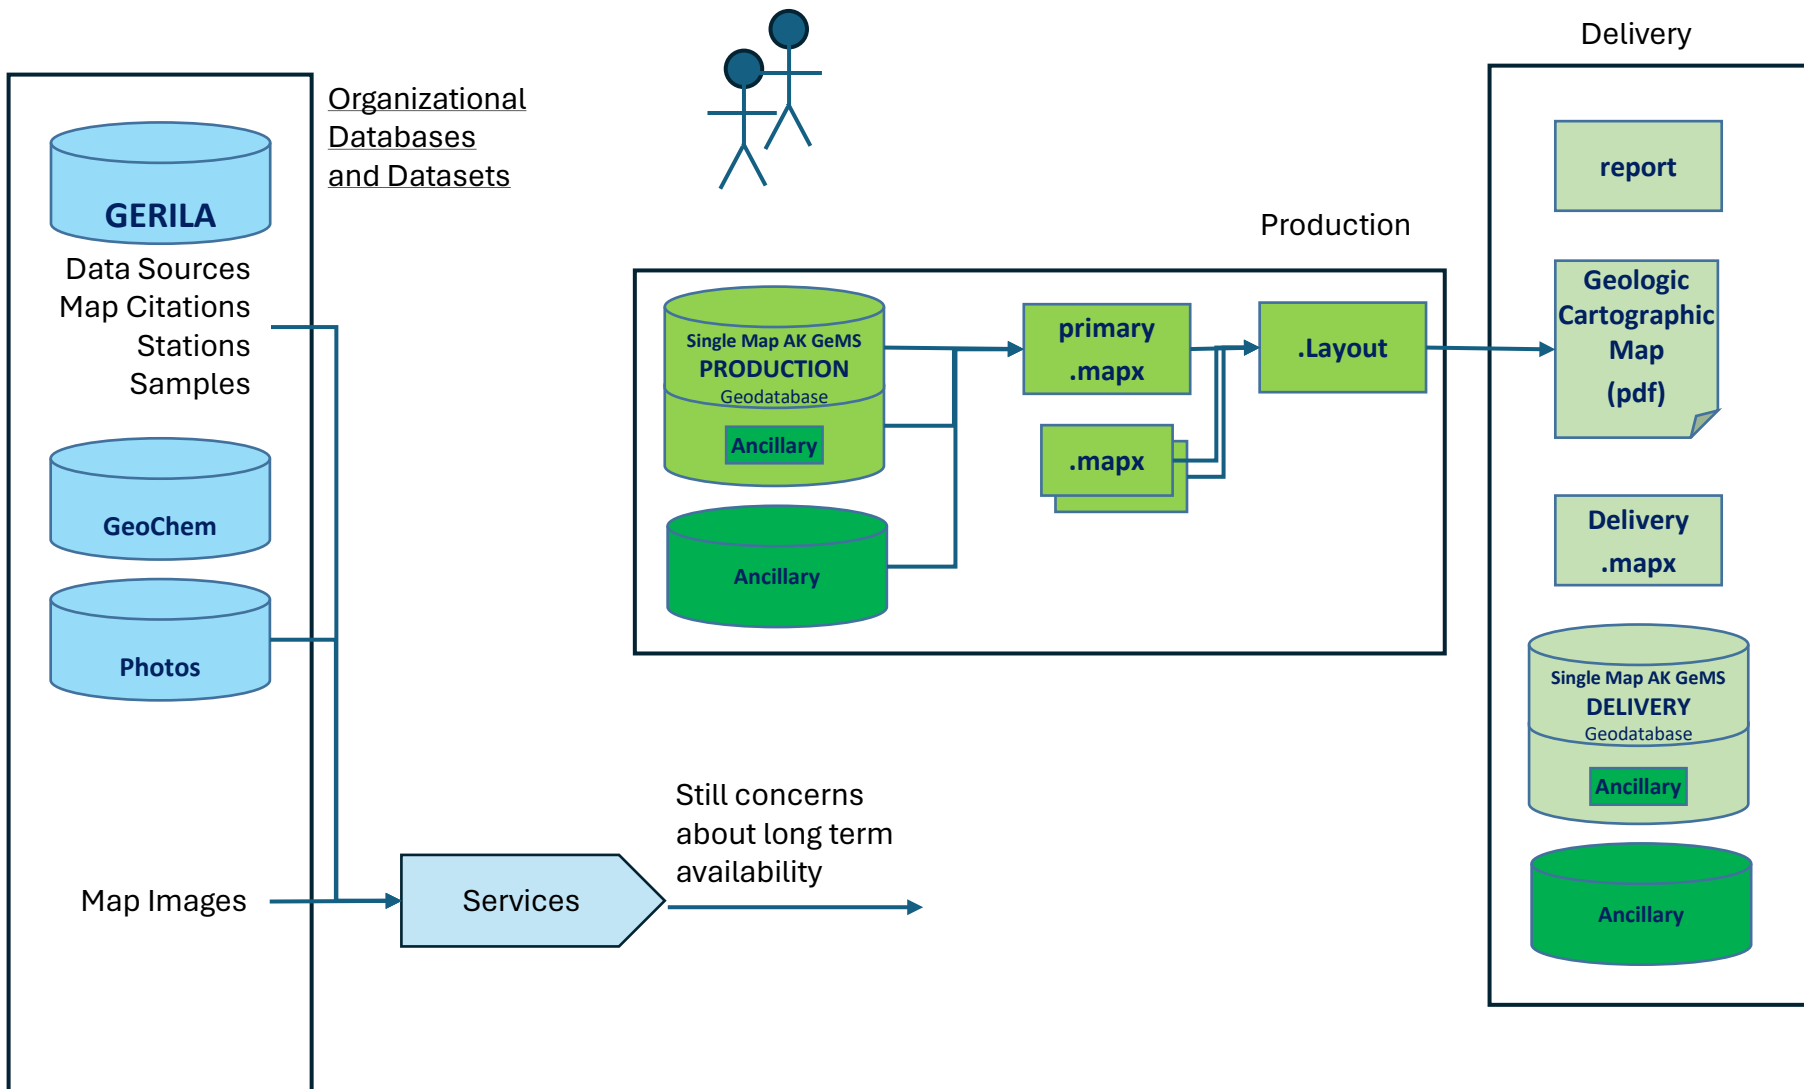 Organizational
Databases
and Datasets
GERILA
Data Sources
Map Citations
Stations
Samples
GeoChem
Photos
Map Images
Services
Still concerns
about long term
availability
Production
Single Map AK GeMS
PRODUCTION
Geodatabase
Ancillary
Ancillary
primary
.mapx
.mapx
.Layout
Delivery
report
Geologic
Cartographic
Map
(pdf)
Delivery
.mapx
Single Map AK GeMS
DELIVERY
Geodatabase
Ancillary
Ancillary